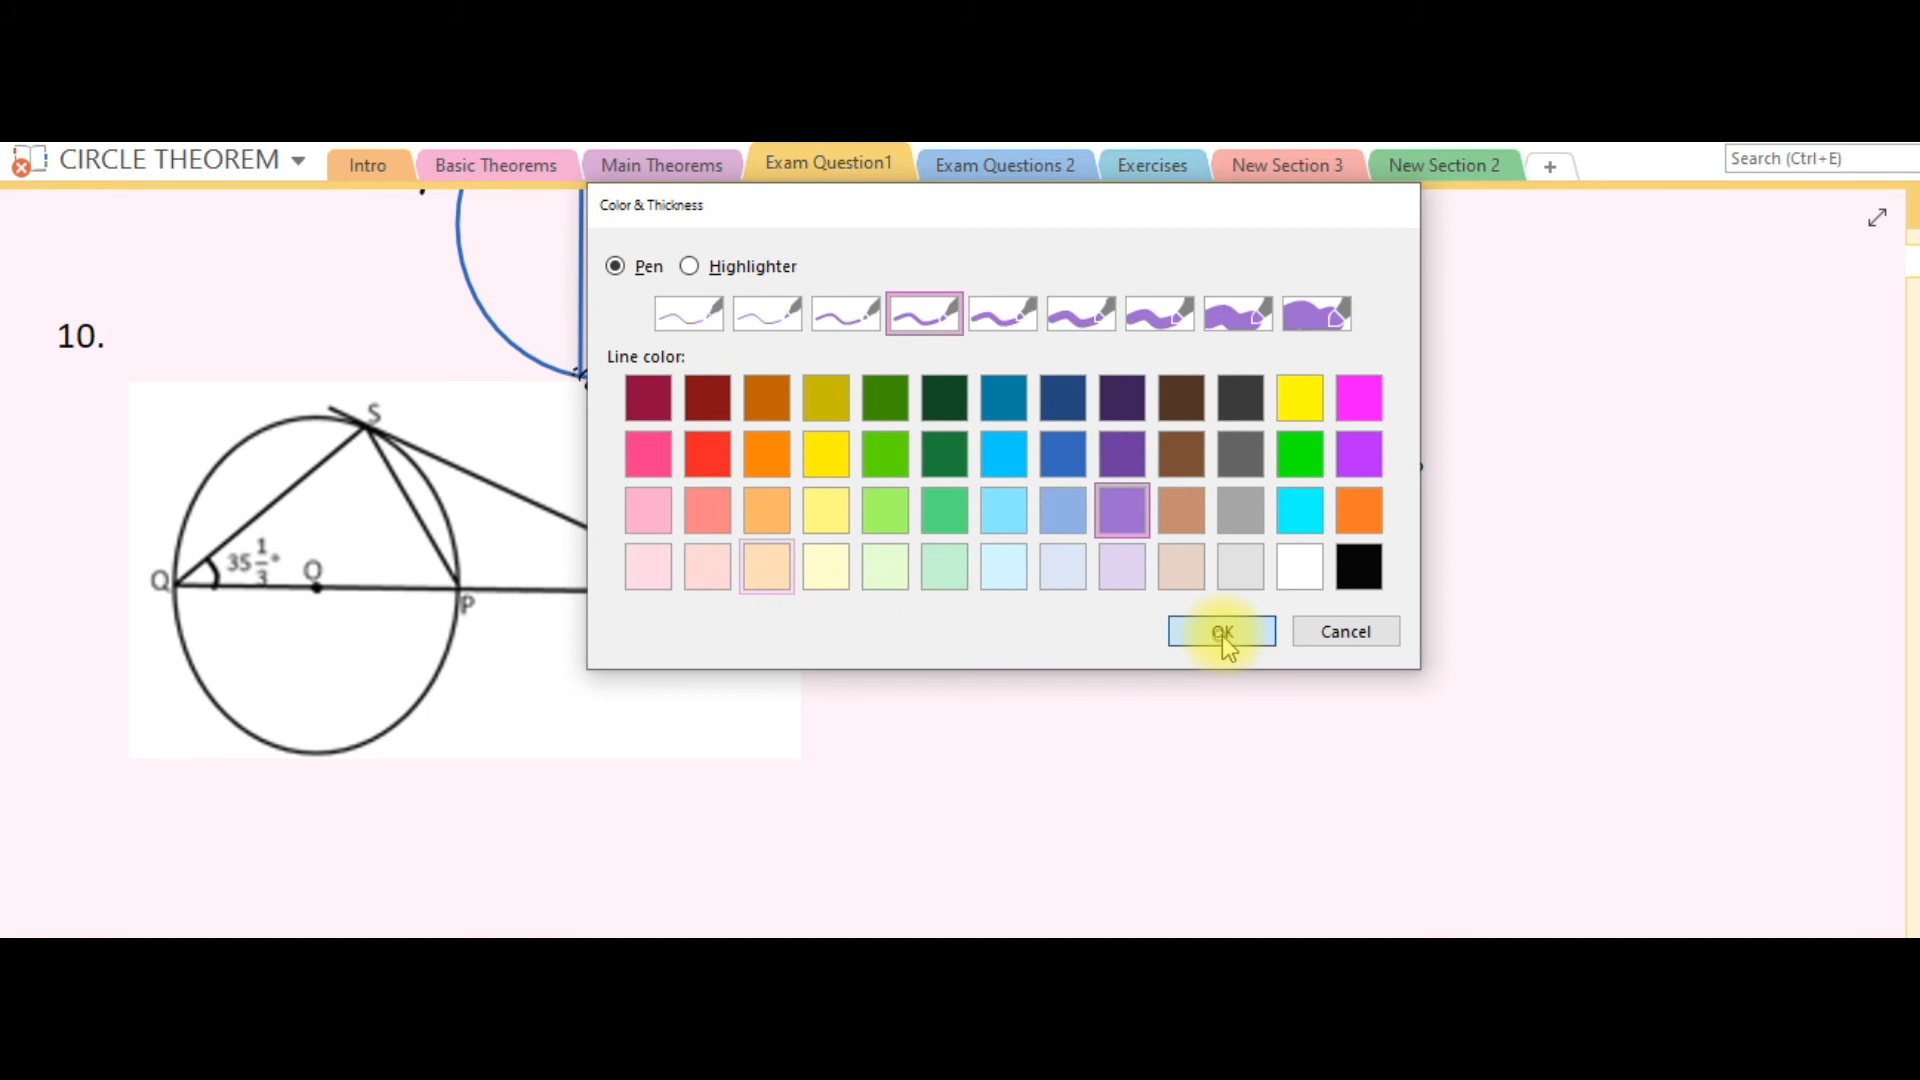 CIRCLE THEOREM
Intro
Basic Theorems
Main Theorems
Exam Question1
Exam Questions 2
Exercises
New Section 3
New Section 2
+
Search (Ctrl+E)
Color & Thickness
Pen
Highlighter
Line color:
OK
Cancel
10.
S
35 1/3 °
Q
O
P